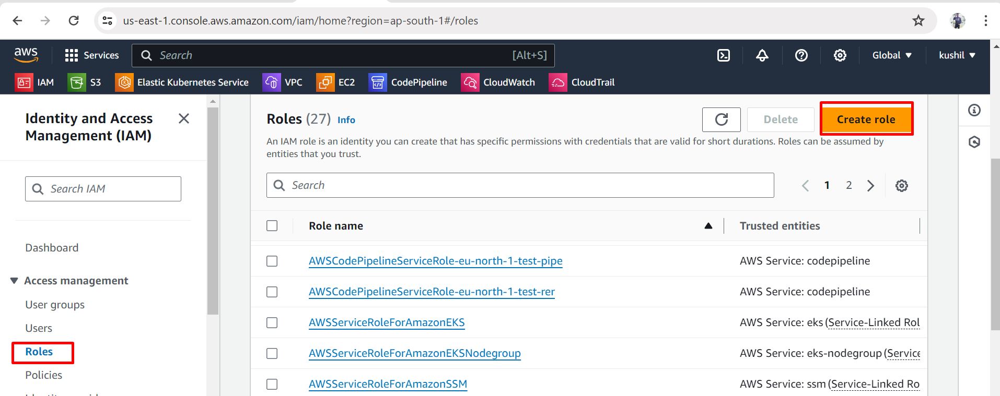 us-east-1.console.aws.amazon.com/iam/home?region=ap-south-1#/roles
aws
Services
Search
[Alt+S]
Global
kushil
IAM
S3
Elastic Kubernetes Service
VPC
EC2
CodePipeline
CloudWatch
CloudTrail
Identity and Access
Management (IAM)
Search IAM
Dashboard
Access management
User groups
Users
Roles
Policies
Roles (27) Info
Delete
Create role
An IAM role is an identity you can create that has specific permissions with credentials that are valid for short durations. Roles can be assumed by
entities that you trust.
Search
1 2
Role name Trusted entities
AWSCodePipelineServiceRole-eu-north-1-test-pipe AWS Service: codepipeline
AWSCodePipelineServiceRole-eu-north-1-test-rer AWS Service: codepipeline
AWSServiceRoleForAmazonEKS AWS Service: eks (Service-Linked Rol
AWSServiceRoleForAmazonEKSNodegroup AWS Service: eks-nodegroup (Service
AWSServiceRoleForAmazonSSM AWS Service: ssm (Service-Linked Ro